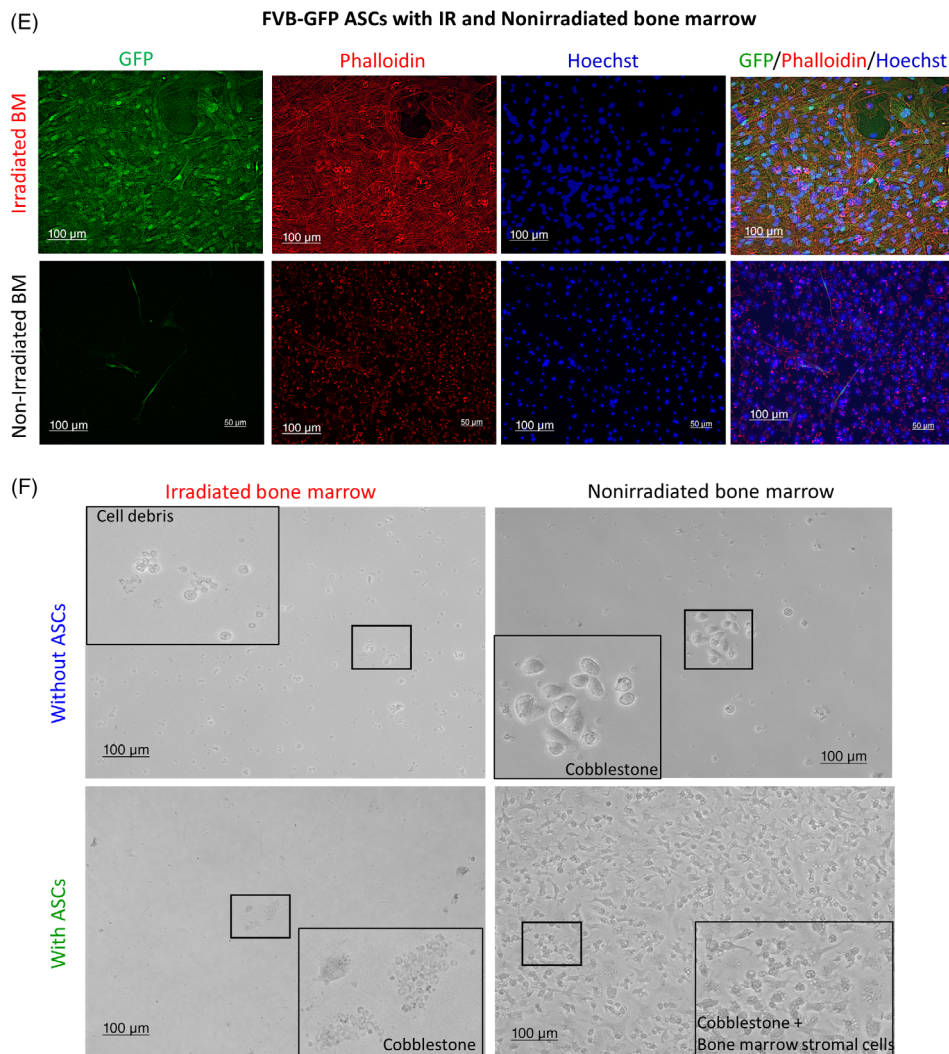 (E)
FVB-GFP ASCs with IR and Nonirradiated bone marrow
GFP
Phalloidin
Hoechst
GFP/Phalloidin/Hoechst
Irradiated BM
100 µm
100 µm
100 µm
100 µm
Non-Irradiated BM
100 µm
50 µm
100 µm
50 µm
100 µm
50 µm
100 µm
50 µm
(F)
Irradiated bone marrow
Nonirradiated bone marrow
Without ASCs
Cell debris
100 µm
Cobblestone
100 µm
With ASCs
100 µm
Cobblestone
100 µm
Cobblestone +
Bone marrow stromal cells